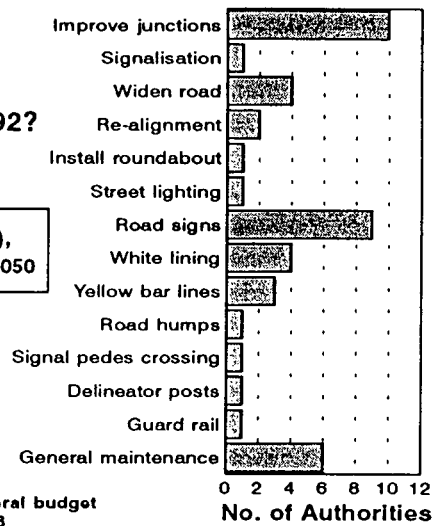 Improve junctions
Signalisation
Widen road
92?
Re-alignment
Install roundabout
Street lighting
Road signs
White lining
050
Yellow bar lines
Road humps
Signal pedes crossing
Delineator posts
Guard rail
General maintenance
0 2 4 6 8 10 12
No. of Authorities
budget